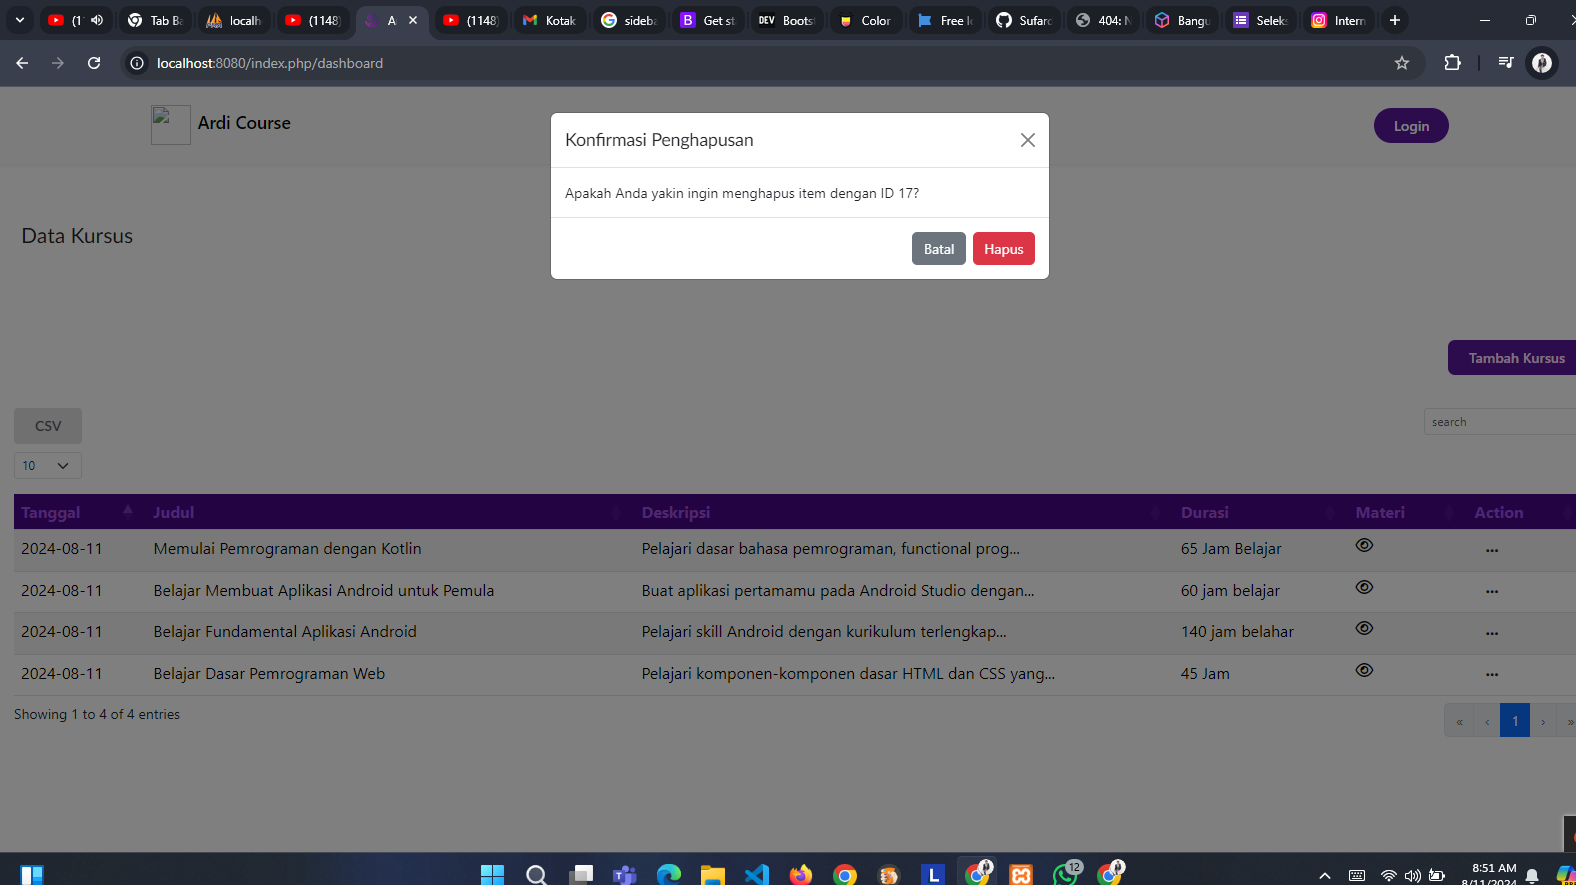 (1
Tab Ba
localh
(1148)
A
(1148)
Kotak
sideba
Get st
DEV
Boots
Color
Free Ic
Sufard
404: N
Bangu
Seleks
Intern
localhost:8080/index.php/dashboard
Ardi Course
Login
Konfirmasi Penghapusan
Apakah Anda yakin ingin menghapus item dengan ID 17?
Batal
Hapus
Data Kursus
Tambah Kursus
CSV
search
10
Tanggal Judul Deskripsi Durasi Materi Action
2024-08-11 Memulai Pemrograman dengan Kotlin Pelajari dasar bahasa pemrograman, functional prog... 65 Jam Belajar ...
2024-08-11 Belajar Membuat Aplikasi Android untuk Pemula Buat aplikasi pertamamu pada Android Studio dengan... 60 jam belajar ...
2024-08-11 Belajar Fundamental Aplikasi Android Pelajari skill Android dengan kurikulum terlengkap... 140 jam belahar ...
2024-08-11 Belajar Dasar Pemrograman Web Pelajari komponen-komponen dasar HTML dan CSS yang... 45 Jam ...
Showing 1 to 4 of 4 entries
« ‹ 1 › »
L
12
8:51 AM
8/11/2024